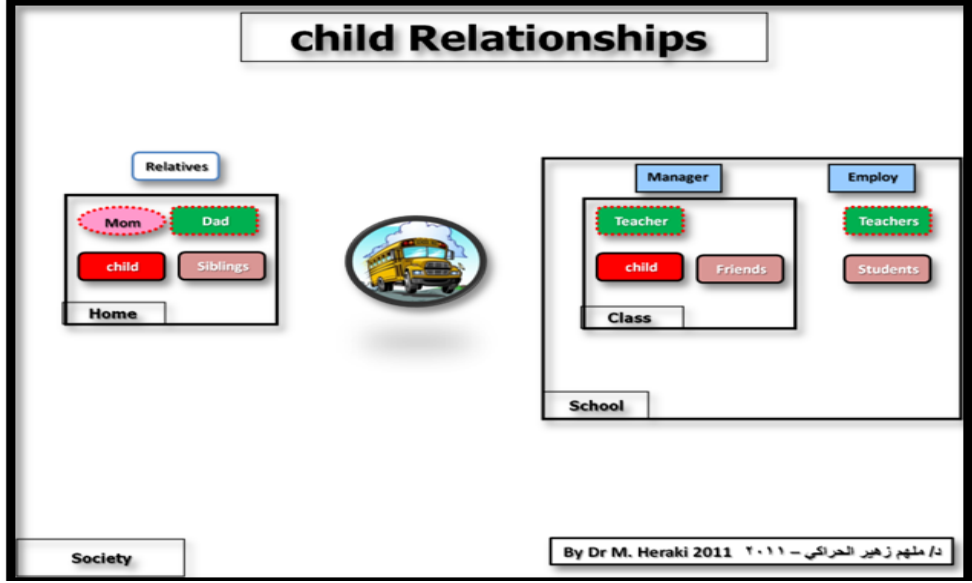 child Relationships
Relatives
Mom
Dad
child
Siblings
Home
Manager
Employ
Teacher
Teachers
child
Friends
Students
Class
School
Society
By Dr M. Heraki 2011 د/ ملهم زهير الحراكي – ٢٠١١